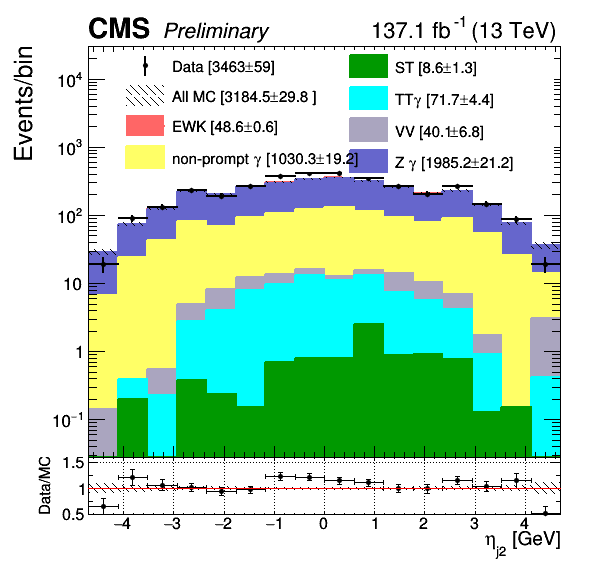 CMS Preliminary 137.1 fb⁻¹ (13 TeV)
Events/bin
10⁴
10³
10²
10
1
10⁻¹
Data [3463±59]
All MC [3184.5±29.8 ]
EWK [48.6±0.6]
non-prompt γ [1030.3±19.2]
ST [8.6±1.3]
TTγ [71.7±4.4]
VV [40.1±6.8]
Z γ [1985.2±21.2]
Data/MC
1.5
1
0.5
−4 −3 −2 −1 0 1 2 3 4
η_j2 [GeV]